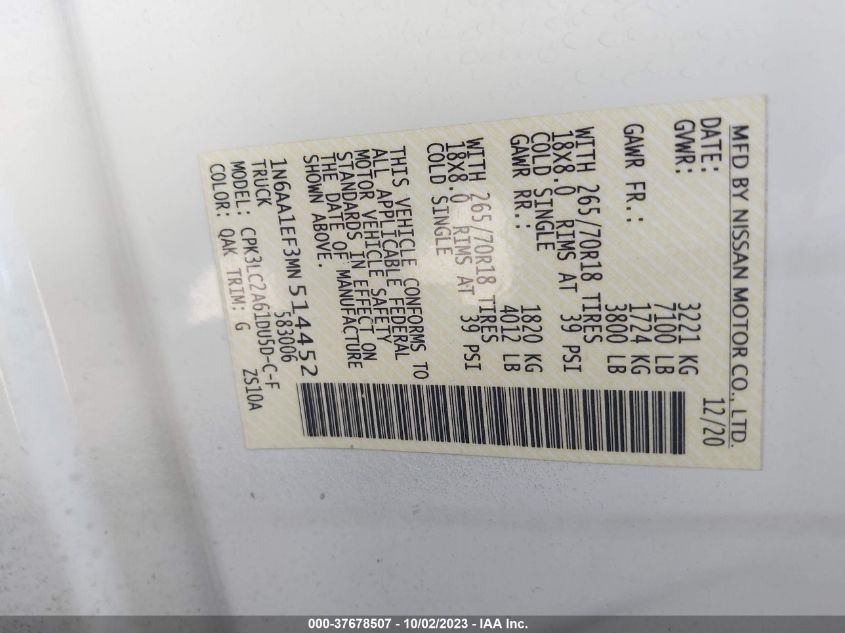 MFD BY NISSAN MOTOR CO., LTD.
DATE: 12/20
GVWR: 3221 KG
7100 LB
GAWR FR.: 1724 KG
3800 LB
WITH 265/70R18 TIRES
18X8.0 RIMS AT 39 PSI
COLD SINGLE
GAWR RR.: 1820 KG
4012 LB
WITH 265/70R18 TIRES
18X8.0 RIMS AT 39 PSI
COLD SINGLE
THIS VEHICLE CONFORMS TO
ALL APPLICABLE FEDERAL
MOTOR VEHICLE SAFETY
STANDARDS IN EFFECT ON
THE DATE OF MANUFACTURE
SHOWN ABOVE.
1N6AA1EF3MN514452
TRUCK 583006
MODEL: CPK3LC2A61DU5D-C-F
COLOR: QAK TRIM: G ZS10A
000-37678507 - 10/02/2023 - IAA Inc.